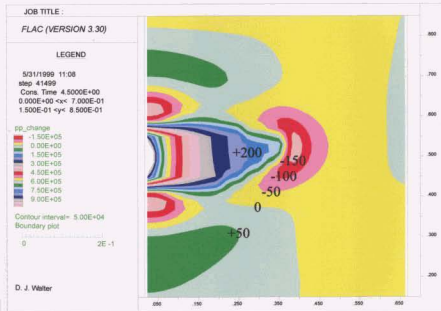 JOB TITLE :
FLAC (VERSION 3.30)
LEGEND
5/31/1999 11:08
step 41499
Cons. Time 4.5000E+00
0.000E+00 <x< 7.000E-01
1.500E-01 <y< 8.500E-01
pp_change
-1.50E+05
0.00E+00
1.50E+05
3.00E+05
4.50E+05
6.00E+05
7.50E+05
9.00E+05
Contour interval= 5.00E+04
Boundary plot
0 2E -1
D. J. Walter
+200
-150
-100
-50
0
+50
.800
.700
.600
.500
.400
.300
.200
.050 .150 .250 .350 .450 .550 .650